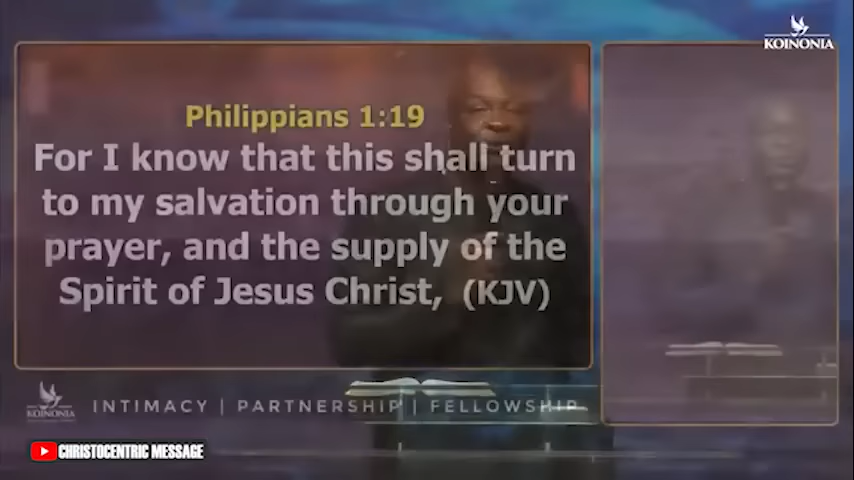 KOINONIA
Philippians 1:19
For I know that this shall turn
to my salvation through your
prayer, and the supply of the
Spirit of Jesus Christ, (KJV)
KOINONIA
INTIMACY | PARTNERSHIP | FELLOWSHIP
CHRISTOCENTRIC MESSAGE